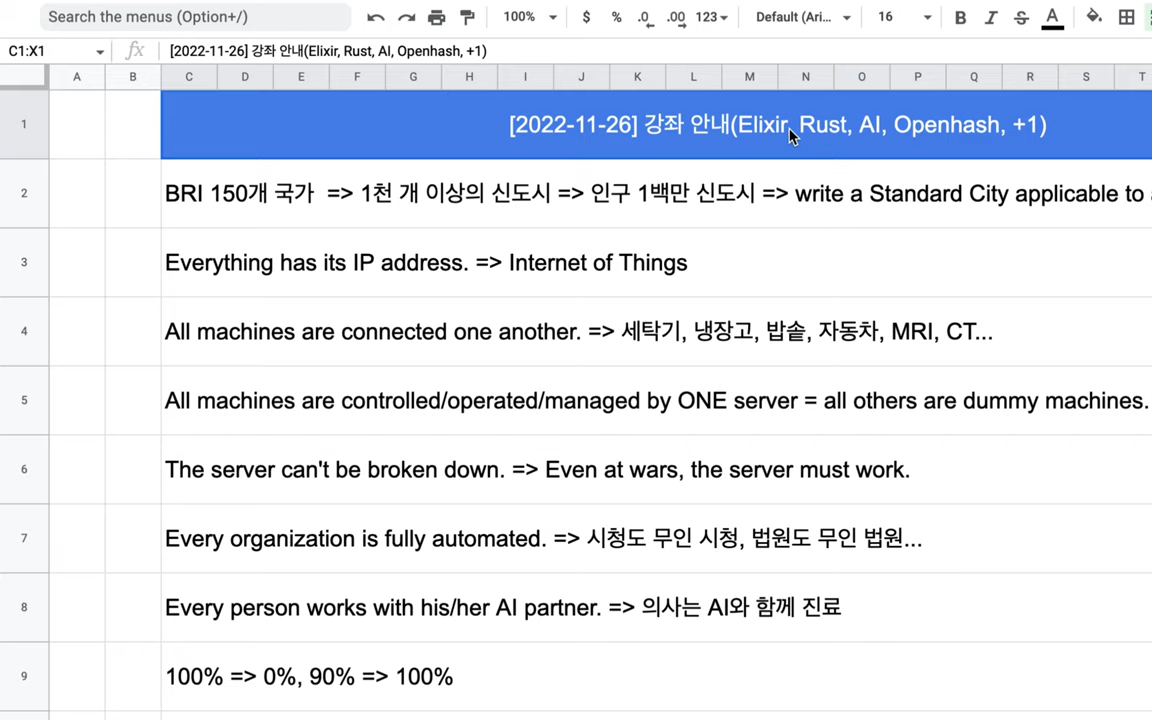 Search the menus (Option+/) 100% $ % .0 .00 123 Default (Ari... 16 B I S A
C1:X1 fx [2022-11-26] 강좌 안내(Elixir, Rust, AI, Openhash, +1)
A B C D E F G H I J K L M N O P Q R S T
1 [2022-11-26] 강좌 안내(Elixir, Rust, AI, Openhash, +1)
2 BRI 150개 국가 => 1천 개 이상의 신도시 => 인구 1백만 신도시 => write a Standard City applicable to
3 Everything has its IP address. => Internet of Things
4 All machines are connected one another. => 세탁기, 냉장고, 밥솥, 자동차, MRI, CT...
5 All machines are controlled/operated/managed by ONE server = all others are dummy machines.
6 The server can't be broken down. => Even at wars, the server must work.
7 Every organization is fully automated. => 시청도 무인 시청, 법원도 무인 법원...
8 Every person works with his/her AI partner. => 의사는 AI와 함께 진료
9 100% => 0%, 90% => 100%